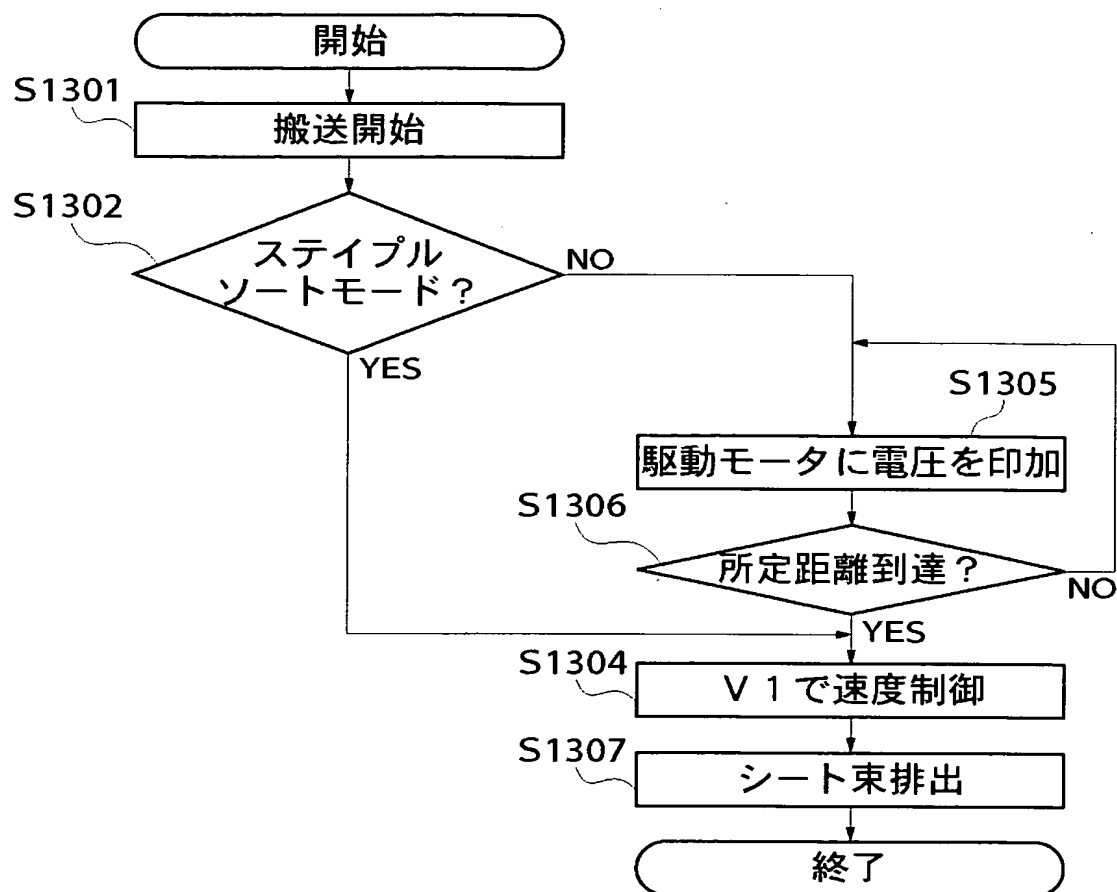 開始
S1301
搬送開始
S1302
ステイプル
ソートモード？
NO
YES
S1305
駆動モータに電圧を印加
S1306
所定距離到達？
NO
YES
S1304
V1で速度制御
S1307
シート束排出
終了